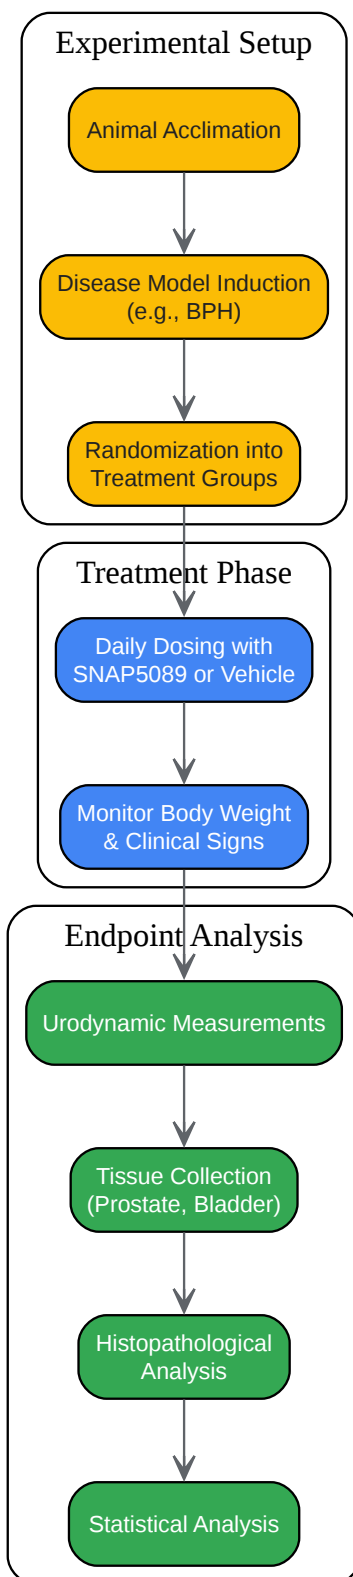 Experimental Setup
Animal Acclimation
Disease Model Induction
(e.g., BPH)
Randomization into
Treatment Groups
Treatment Phase
Daily Dosing with
SNAP5089 or Vehicle
Monitor Body Weight
& Clinical Signs
Endpoint Analysis
Urodynamic Measurements
Tissue Collection
(Prostate, Bladder)
Histopathological
Analysis
Statistical Analysis